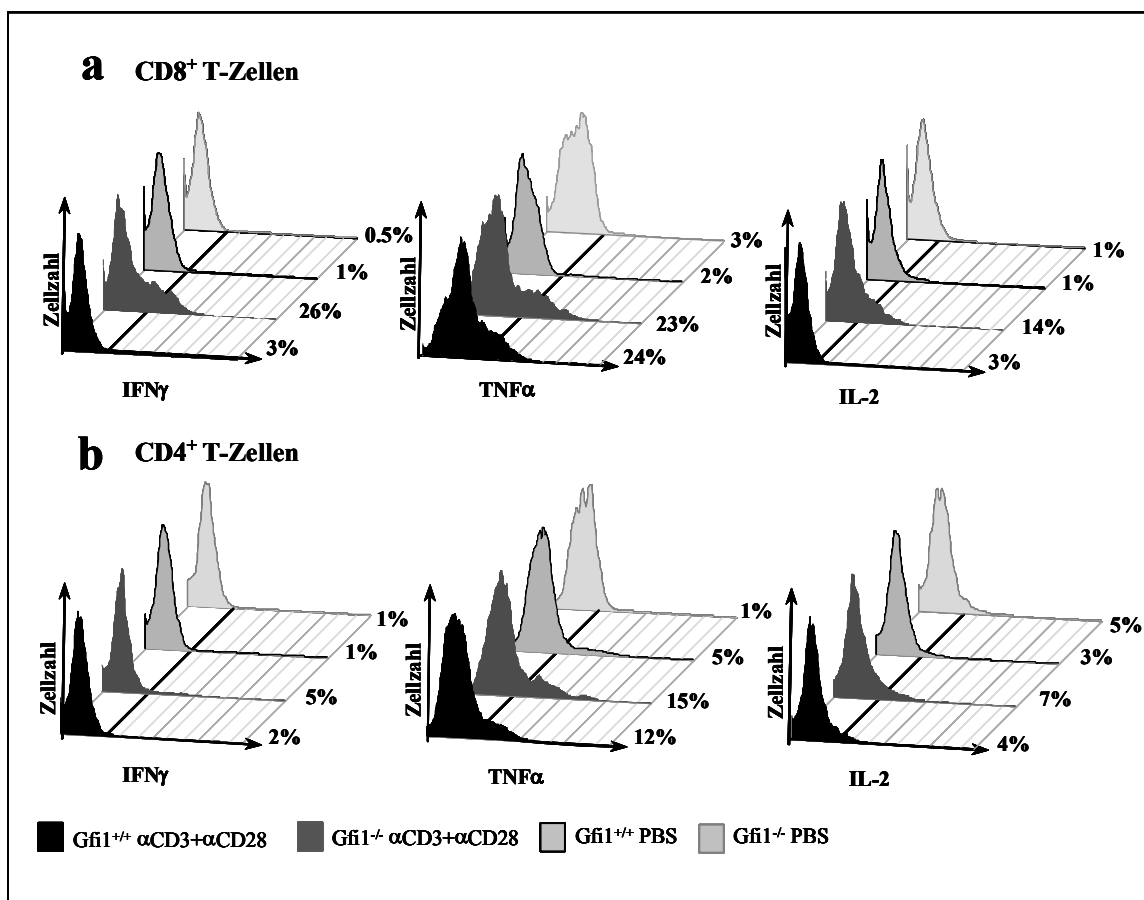 a CD8⁺ T-Zellen
Zellzahl
0.5%
1%
26%
3%
IFNγ
Zellzahl
3%
2%
23%
24%
TNFα
Zellzahl
1%
1%
14%
3%
IL-2
b CD4⁺ T-Zellen
Zellzahl
1%
1%
5%
2%
IFNγ
Zellzahl
1%
5%
15%
12%
TNFα
Zellzahl
5%
3%
7%
4%
IL-2
Gfi1⁺/⁺ αCD3+αCD28 Gfi1⁻/⁻ αCD3+αCD28 Gfi1⁺/⁺ PBS Gfi1⁻/⁻ PBS